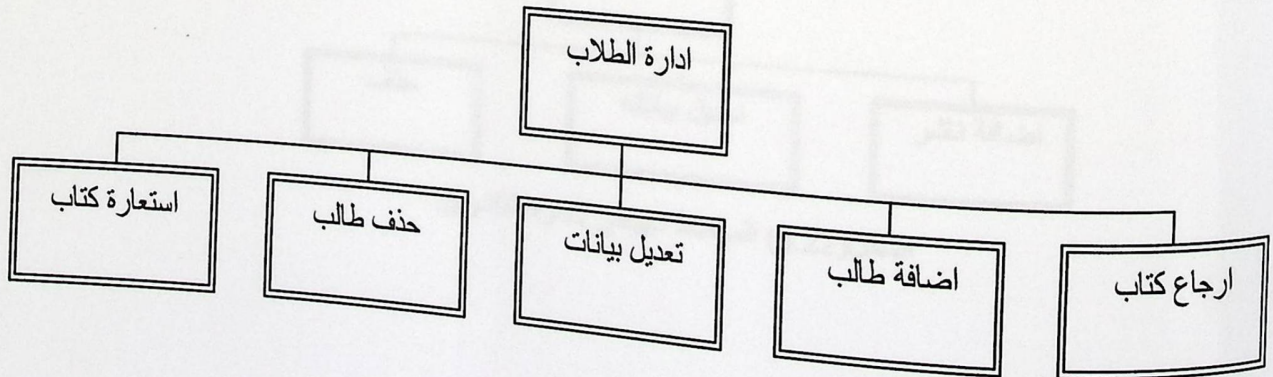 ادارة الطلاب
ارجاع كتاب
اضافة طالب
تعديل بيانات
حذف طالب
استعارة كتاب